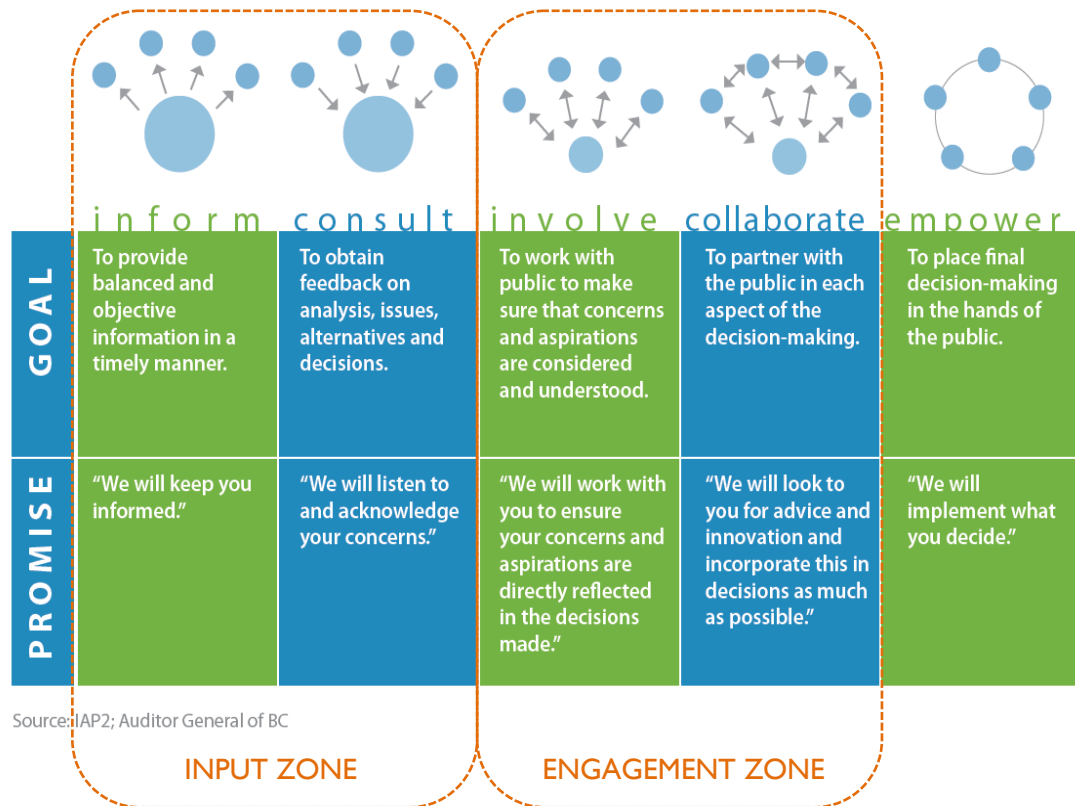 inform
consult
involve
collaborate
empower
GOAL
To provide
balanced and
objective
information in a
timely manner.
To obtain
feedback on
analysis, issues,
alternatives and
decisions.
To work with
public to make
sure that concerns
and aspirations
are considered
and understood.
To partner with
the public in each
aspect of the
decision-making.
To place final
decision-making
in the hands of
the public.
PROMISE
“We will keep you
informed.”
“We will listen to
and acknowledge
your concerns.”
“We will work with
you to ensure
your concerns and
aspirations are
directly reflected
in the decisions
made.”
“We will look to
you for advice and
innovation and
incorporate this in
decisions as much
as possible.”
“We will
implement what
you decide.”
Source: IAP2; Auditor General of BC
INPUT ZONE
ENGAGEMENT ZONE